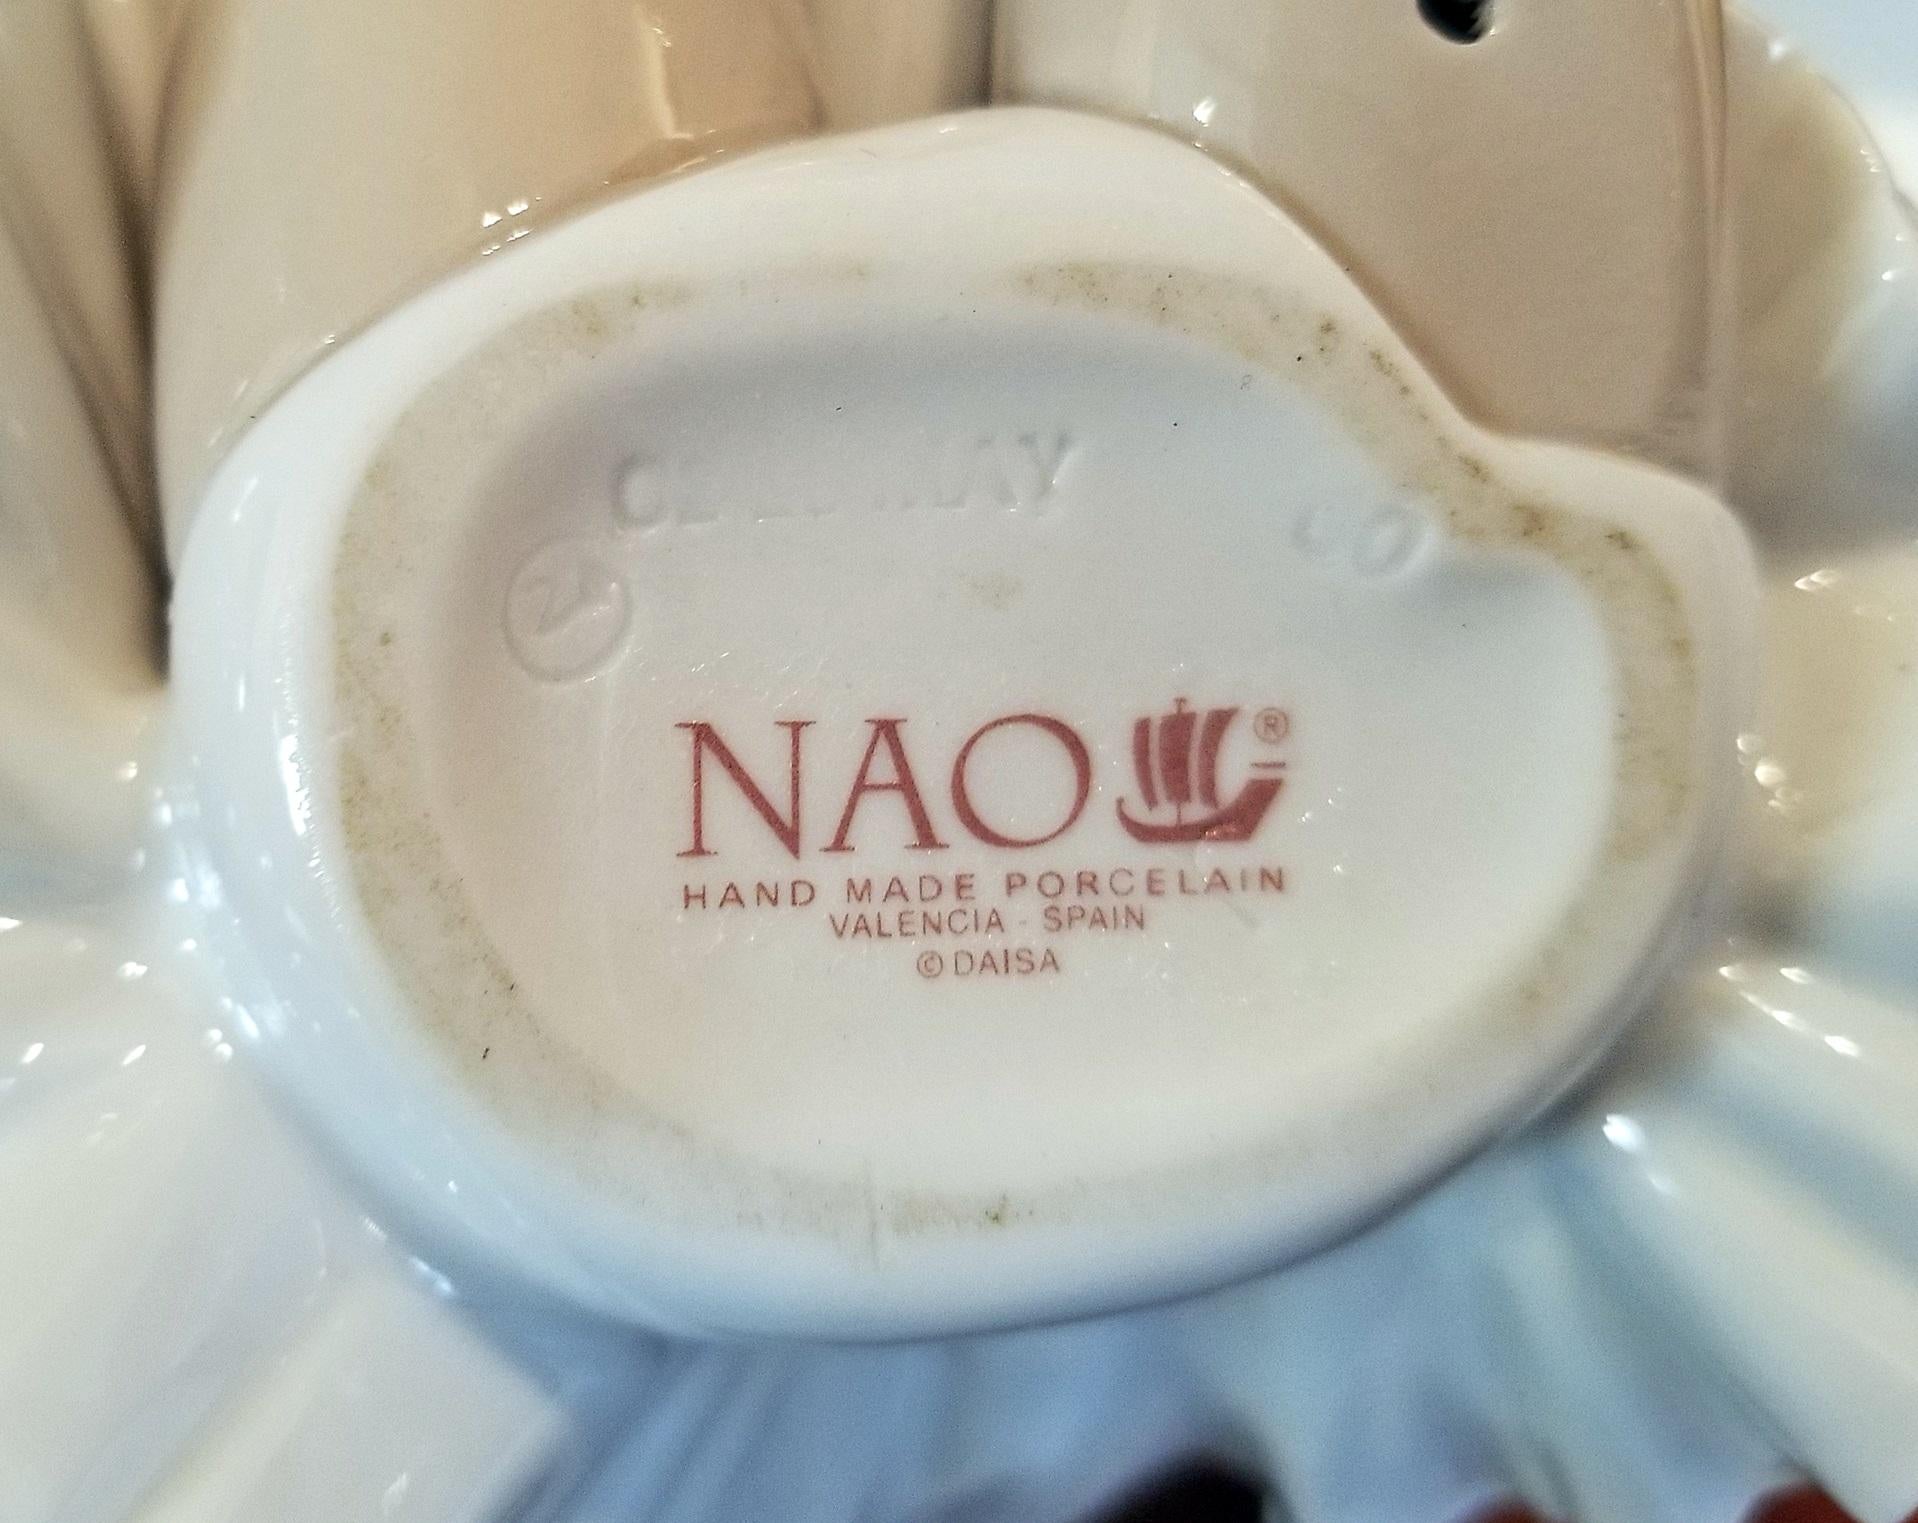 NAO ®
HAND MADE PORCELAIN
VALENCIA - SPAIN
© DAISA